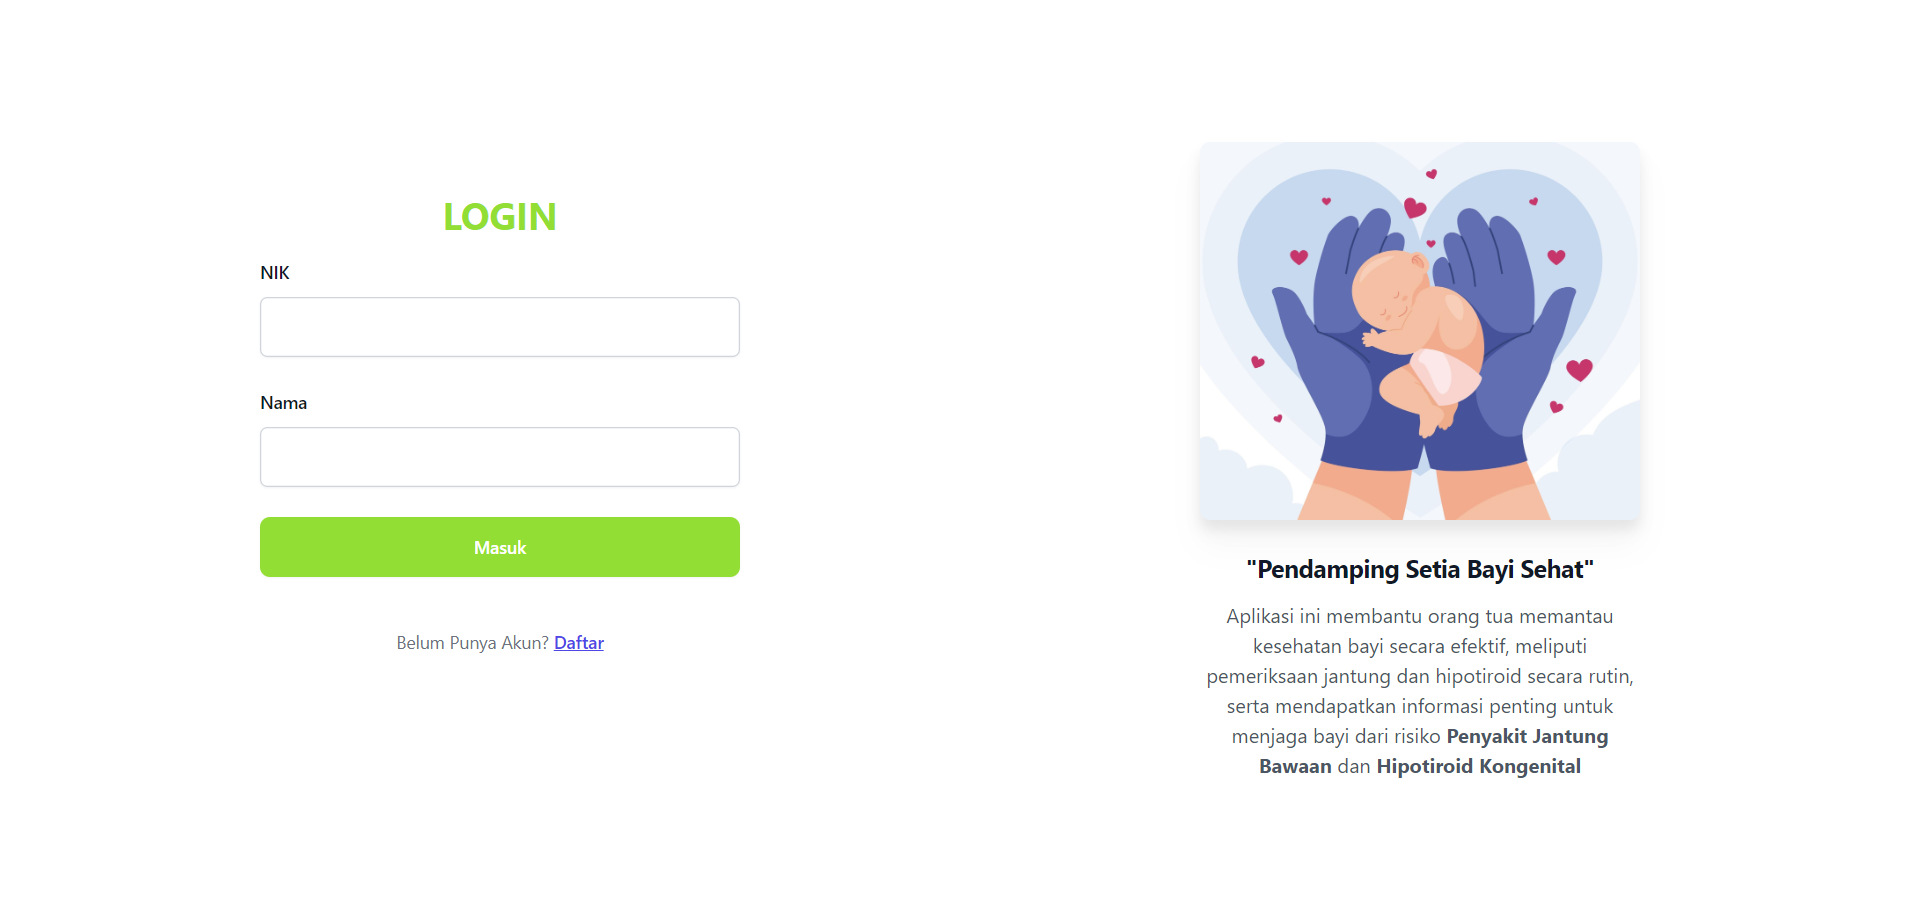 LOGIN
NIK
Nama
Masuk
Belum Punya Akun? Daftar
"Pendamping Setia Bayi Sehat"
Aplikasi ini membantu orang tua memantau
kesehatan bayi secara efektif, meliputi
pemeriksaan jantung dan hipotiroid secara rutin,
serta mendapatkan informasi penting untuk
menjaga bayi dari risiko Penyakit Jantung
Bawaan dan Hipotiroid Kongenital